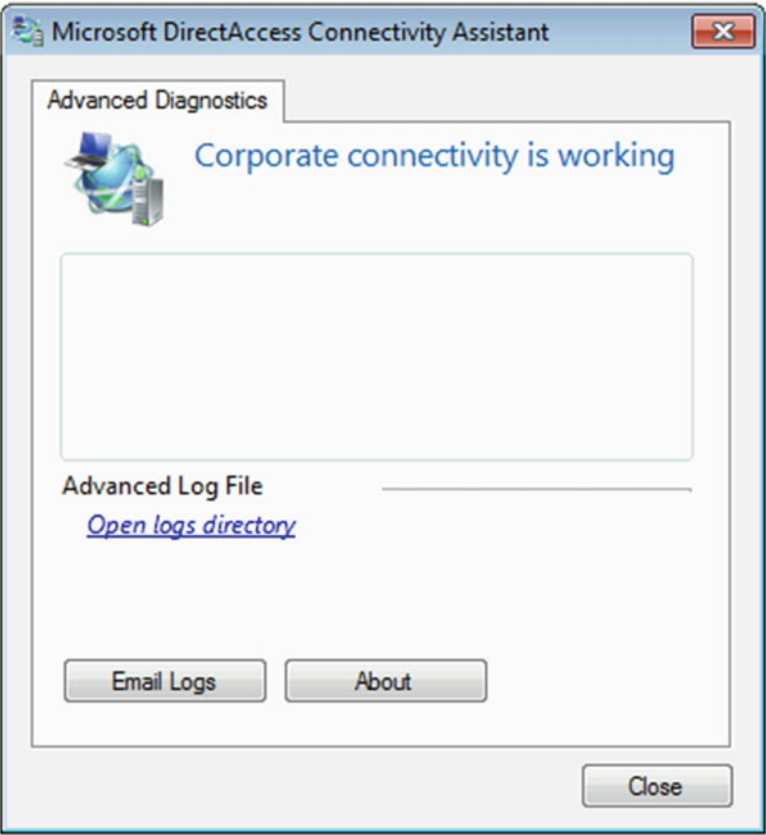 Microsoft DirectAccess Connectivity Assistant
Advanced Diagnostics
Corporate connectivity is working
Advanced Log File
Open logs directory
Email Logs
About
Close